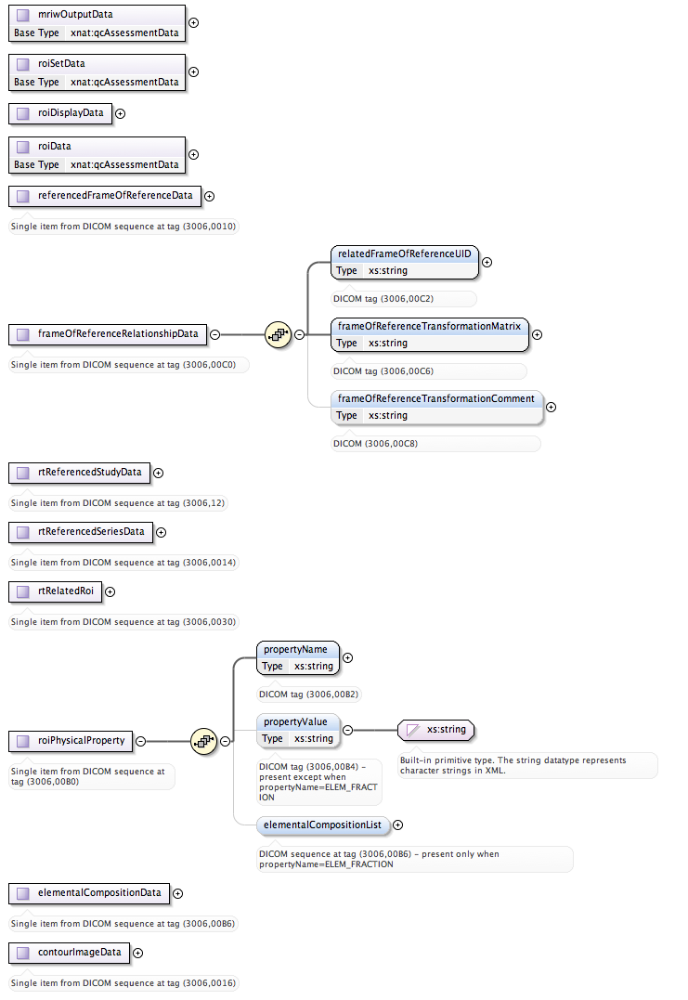 mriwOutputData
Base Type xnat:qcAssessmentData
roiSetData
Base Type xnat:qcAssessmentData
roiDisplayData
roiData
Base Type xnat:qcAssessmentData
referencedFrameOfReferenceData
Single item from DICOM sequence at tag (3006,0010)
relatedFrameOfReferenceUID
Type xs:string
DICOM tag (3006,00C2)
frameOfReferenceRelationshipData
Single item from DICOM sequence at tag (3006,00C0)
frameOfReferenceTransformationMatrix
Type xs:string
DICOM tag (3006,00C6)
frameOfReferenceTransformationComment
Type xs:string
DICOM (3006,00C8)
rtReferencedStudyData
Single item from DICOM sequence at tag (3006,12)
rtReferencedSeriesData
Single item from DICOM sequence at tag (3006,0014)
rtRelatedRoi
Single item from DICOM sequence at tag (3006,0030)
propertyName
Type xs:string
DICOM tag (3006,00B2)
roiPhysicalProperty
Single item from DICOM sequence at
tag (3006,00B0)
propertyValue
Type xs:string
DICOM tag (3006,00B4) –
present except when
propertyName=ELEM_FRACT
ION
xs:string
Built-in primitive type. The string datatype represents
character strings in XML.
elementalCompositionList
DICOM sequence at tag (3006,00B6) – present only when
propertyName=ELEM_FRACTION
elementalCompositionData
Single item from DICOM sequence at tag (3006,00B6)
contourImageData
Single item from DICOM sequence at tag (3006,0016)